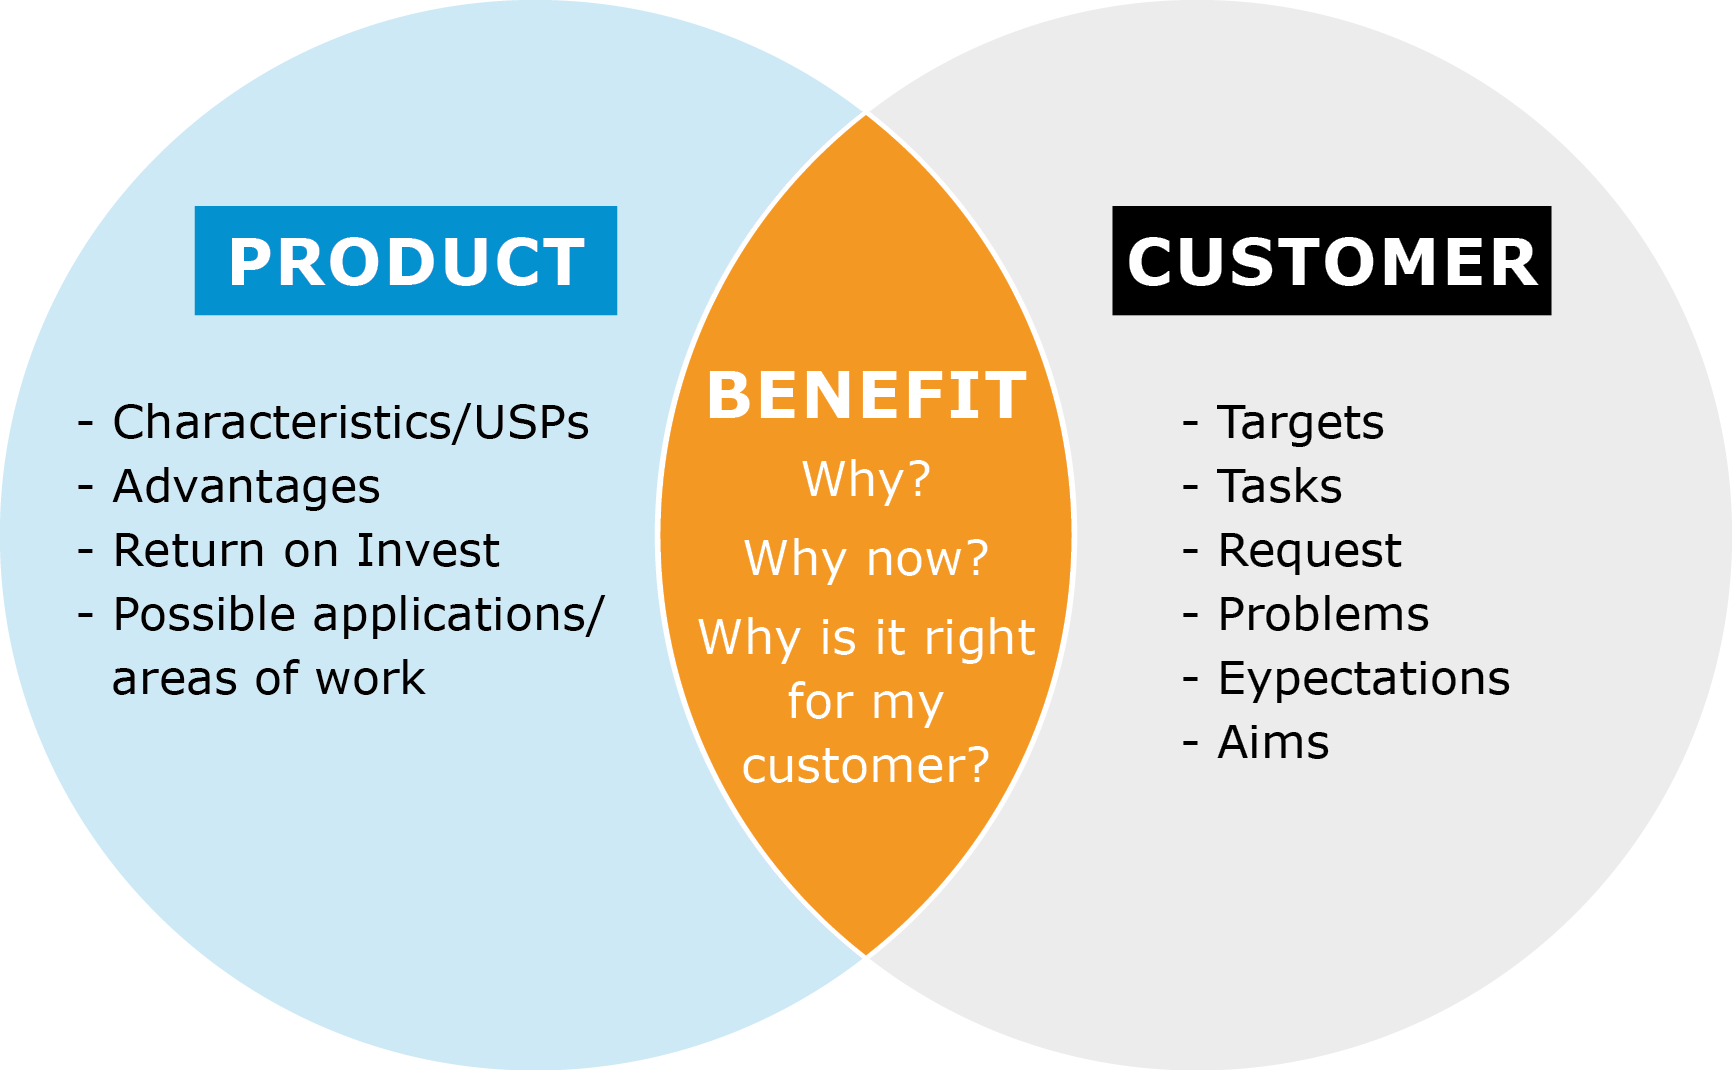 PRODUCT
- Characteristics/USPs
- Advantages
- Return on Invest
- Possible applications/
areas of work
BENEFIT
Why?
Why now?
Why is it right
for my
customer?
CUSTOMER
- Targets
- Tasks
- Request
- Problems
- Eypectations
- Aims